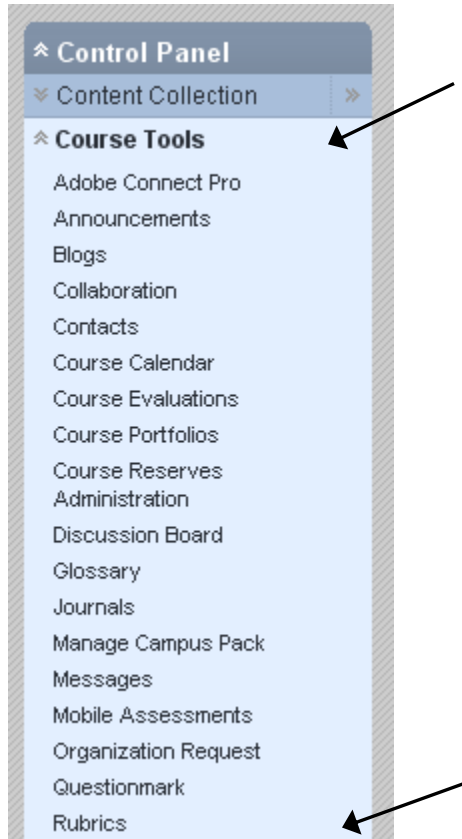 Control Panel
Content Collection
Course Tools
Adobe Connect Pro
Announcements
Blogs
Collaboration
Contacts
Course Calendar
Course Evaluations
Course Portfolios
Course Reserves
Administration
Discussion Board
Glossary
Journals
Manage Campus Pack
Messages
Mobile Assessments
Organization Request
Questionmark
Rubrics